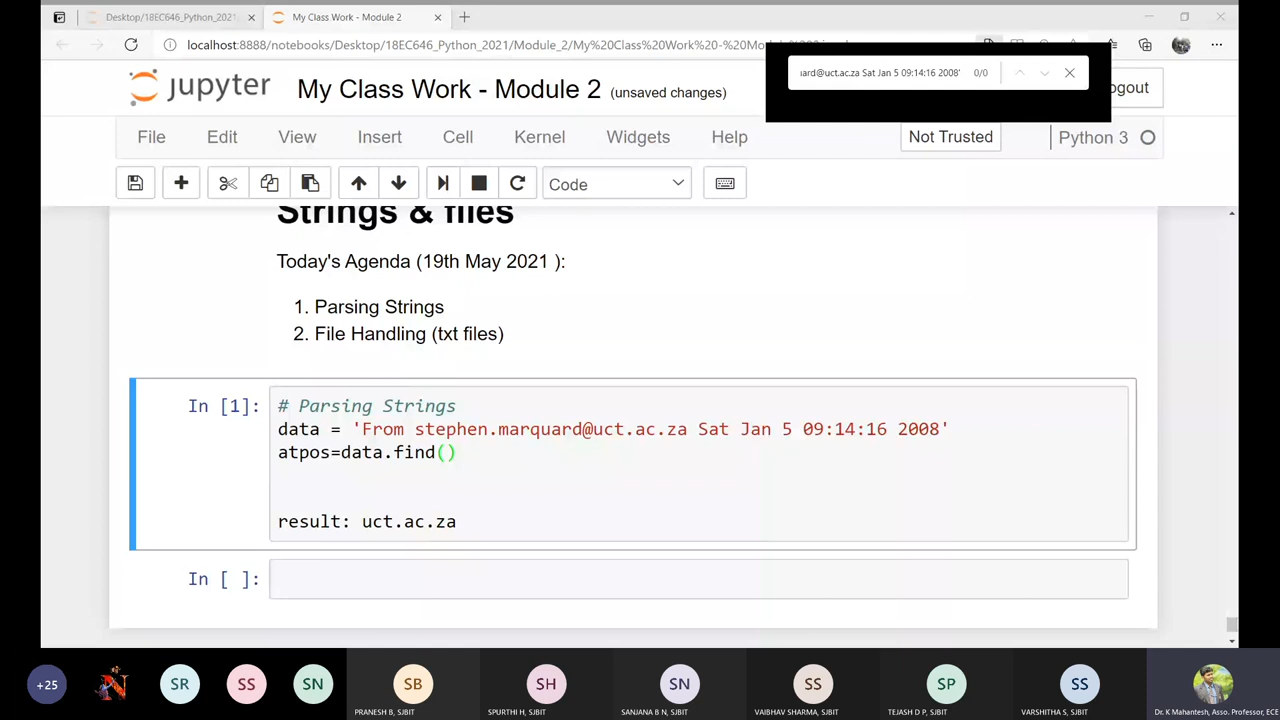 Desktop/18EC646_Python_2021/
My Class Work - Module 2
localhost:8888/notebooks/Desktop/18EC646_Python_2021/Module_2/My%20Class%20Work%20-%20Mod
uard@uct.ac.za Sat Jan 5 09:14:16 2008' 0/0
jupyter My Class Work - Module 2 (unsaved changes)
ogout
File Edit View Insert Cell Kernel Widgets Help
Not Trusted
Python 3
Code
Strings & files
Today's Agenda (19th May 2021 ):
1. Parsing Strings
2. File Handling (txt files)
In [1]:
# Parsing Strings
data = 'From stephen.marquard@uct.ac.za Sat Jan 5 09:14:16 2008'
atpos=data.find()
result: uct.ac.za
In [ ]:
+25 N SR SS SN SB SH SN SS SP SS
PRANESH B, SJBIT SPURTHI H, SJBIT SANJANA B N, SJBIT VAIBHAV SHARMA, SJBIT TEJASH D P, SJBIT VARSHITHA S, SJBIT Dr. K Mahantesh, Asso. Professor, ECE